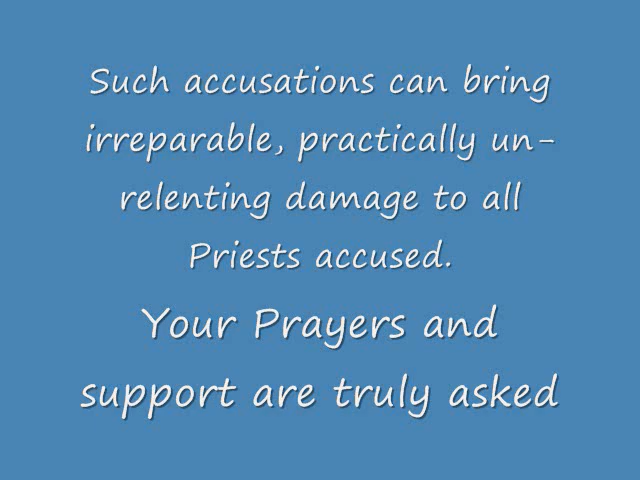 Such accusations can bring
irreparable, practically un-
relenting damage to all
Priests accused.
Your Prayers and
support are truly asked